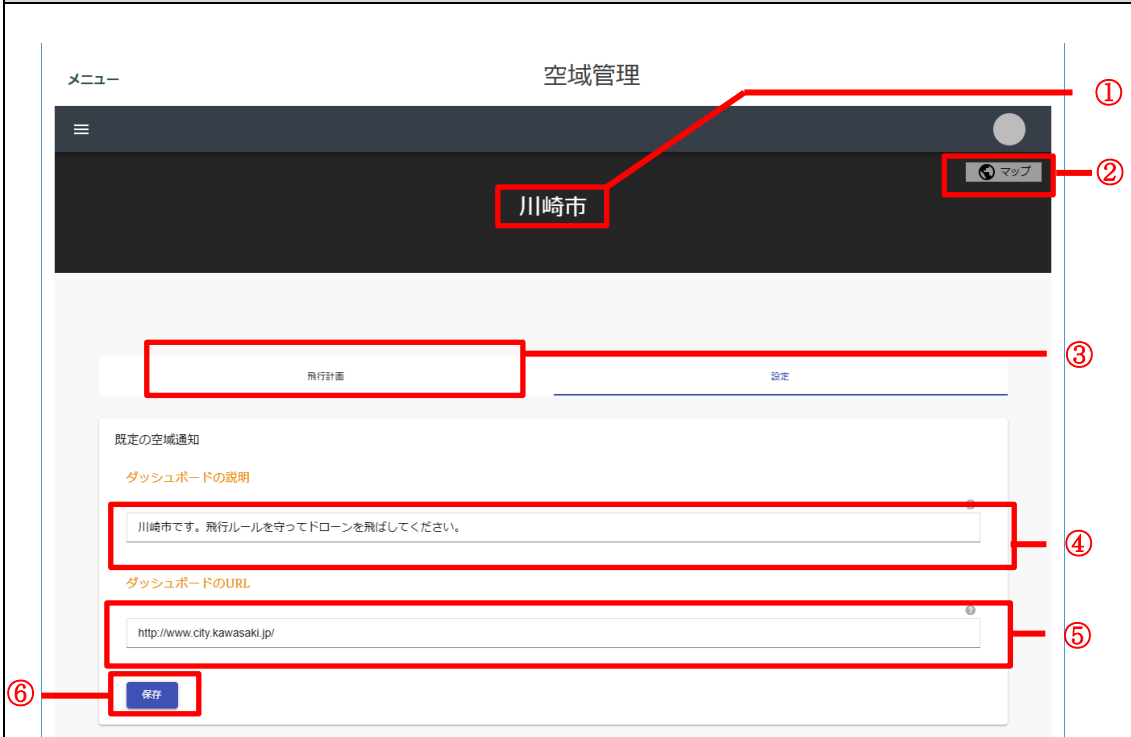 メニュー
空域管理
①
マップ
②
川崎市
③
飛行計画
設定
既定の空域通知
ダッシュボードの説明
川崎市です。飛行ルールを守ってドローンを飛ばしてください。
④
ダッシュボードのURL
http://www.city.kawasaki.jp/
⑤
⑥
保存